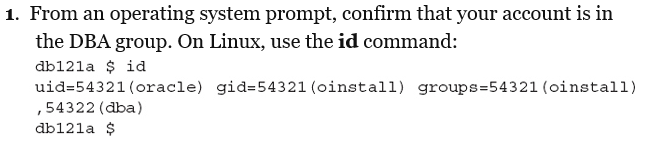 1. From an operating system prompt, confirm that your account is in
the DBA group. On Linux, use the id command:
db121a $ id
uid=54321(oracle) gid=54321(oinstall) groups=54321(oinstall)
,54322(dba)
db121a $